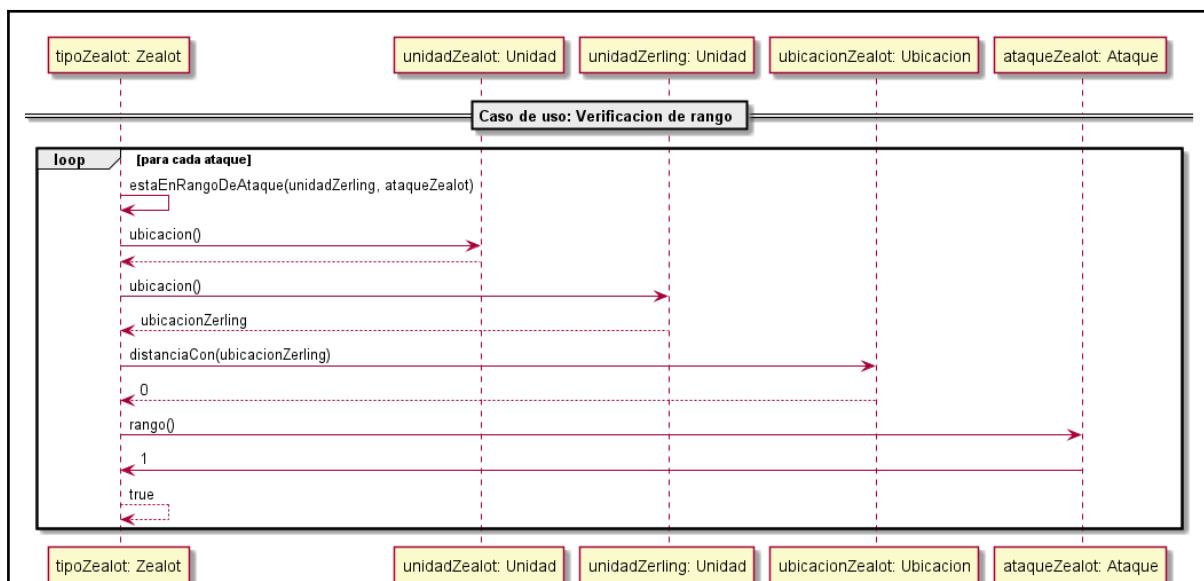 tipoZealot: Zealot
unidadZealot: Unidad
unidadZerling: Unidad
ubicacionZealot: Ubicacion
ataqueZealot: Ataque
Caso de uso: Verificacion de rango
loop
[para cada ataque]
estaEnRangoDeAtaque(unidadZerling, ataqueZealot)
ubicacion()
ubicacion()
ubicacionZerling
distanciaCon(ubicacionZerling)
0
rango()
1
true
tipoZealot: Zealot
unidadZealot: Unidad
unidadZerling: Unidad
ubicacionZealot: Ubicacion
ataqueZealot: Ataque